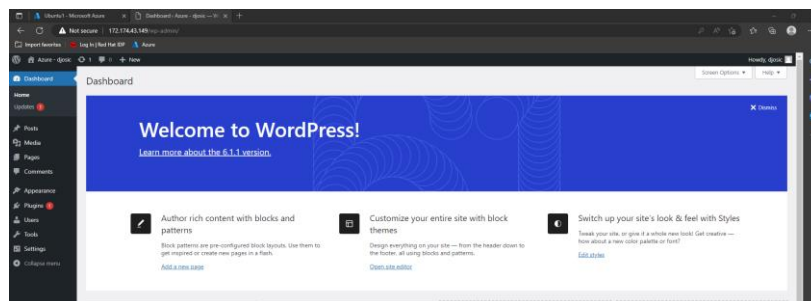 Ubuntu1 - Microsoft Azure
Dashboard ‹ Azure - djosic — W
Not secure
172.174.43.149/wp-admin/
Import favorites
Log In | Red Hat IDP
Azure
Azure - djosic
1
0
New
Howdy, djosic
Dashboard
Dashboard
Screen Options
Help
Home
Updates
Posts
Media
Pages
Comments
Appearance
Plugins
Users
Tools
Settings
Collapse menu
Dismiss
Welcome to WordPress!
Learn more about the 6.1.1 version.
Author rich content with blocks and
patterns
Block patterns are pre-configured block layouts. Use them to
get inspired or create new pages in a flash.
Add a new page
Customize your entire site with block
themes
Design everything on your site — from the header down to
the footer, all using blocks and patterns.
Open site editor
Switch up your site's look & feel with Styles
Tweak your site, or give it a whole new look! Get creative —
how about a new color palette or font?
Edit styles